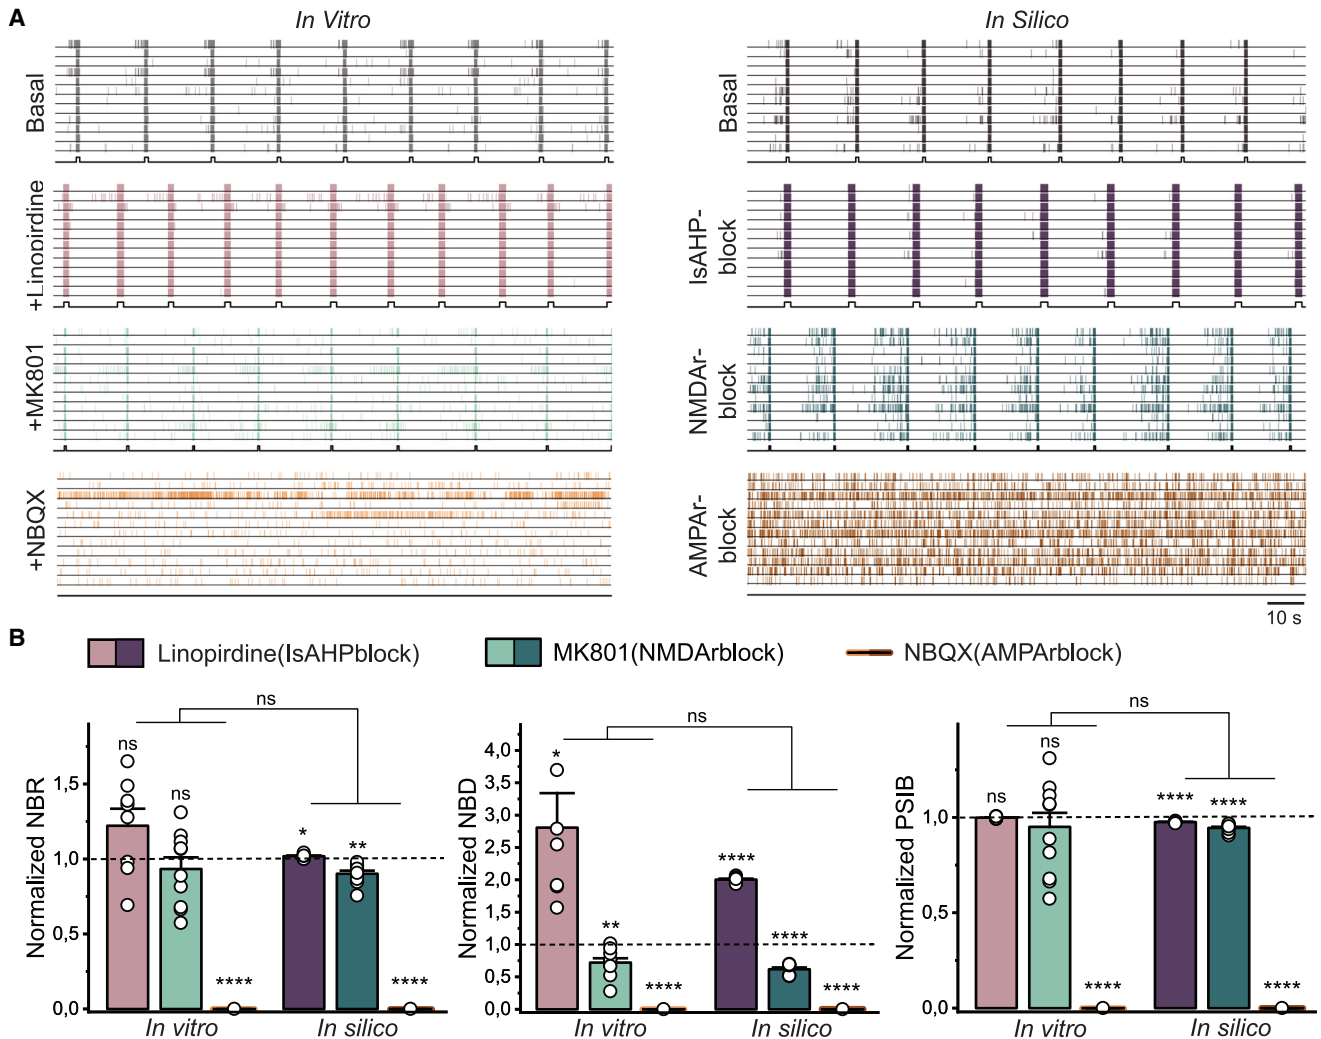 A
In Vitro
In Silico
Basal
Basal
+Linopirdine
IsAHP-
block
+MK801
NMDAr-
block
+NBQX
AMPAr-
block
10 s
B
Linopirdine(IsAHPblock)
MK801(NMDArblock)
NBQX(AMPArblock)
Normalized NBR
1,5
1,0
0,5
0,0
ns
ns
ns
****
*
**
****
In vitro
In silico
Normalized NBD
4,0
3,5
3,0
2,5
2,0
1,5
1,0
0,5
0,0
ns
*
**
****
****
****
****
In vitro
In silico
Normalized PSIB
1,0
0,5
0,0
ns
ns
ns
****
****
****
****
In vitro
In silico